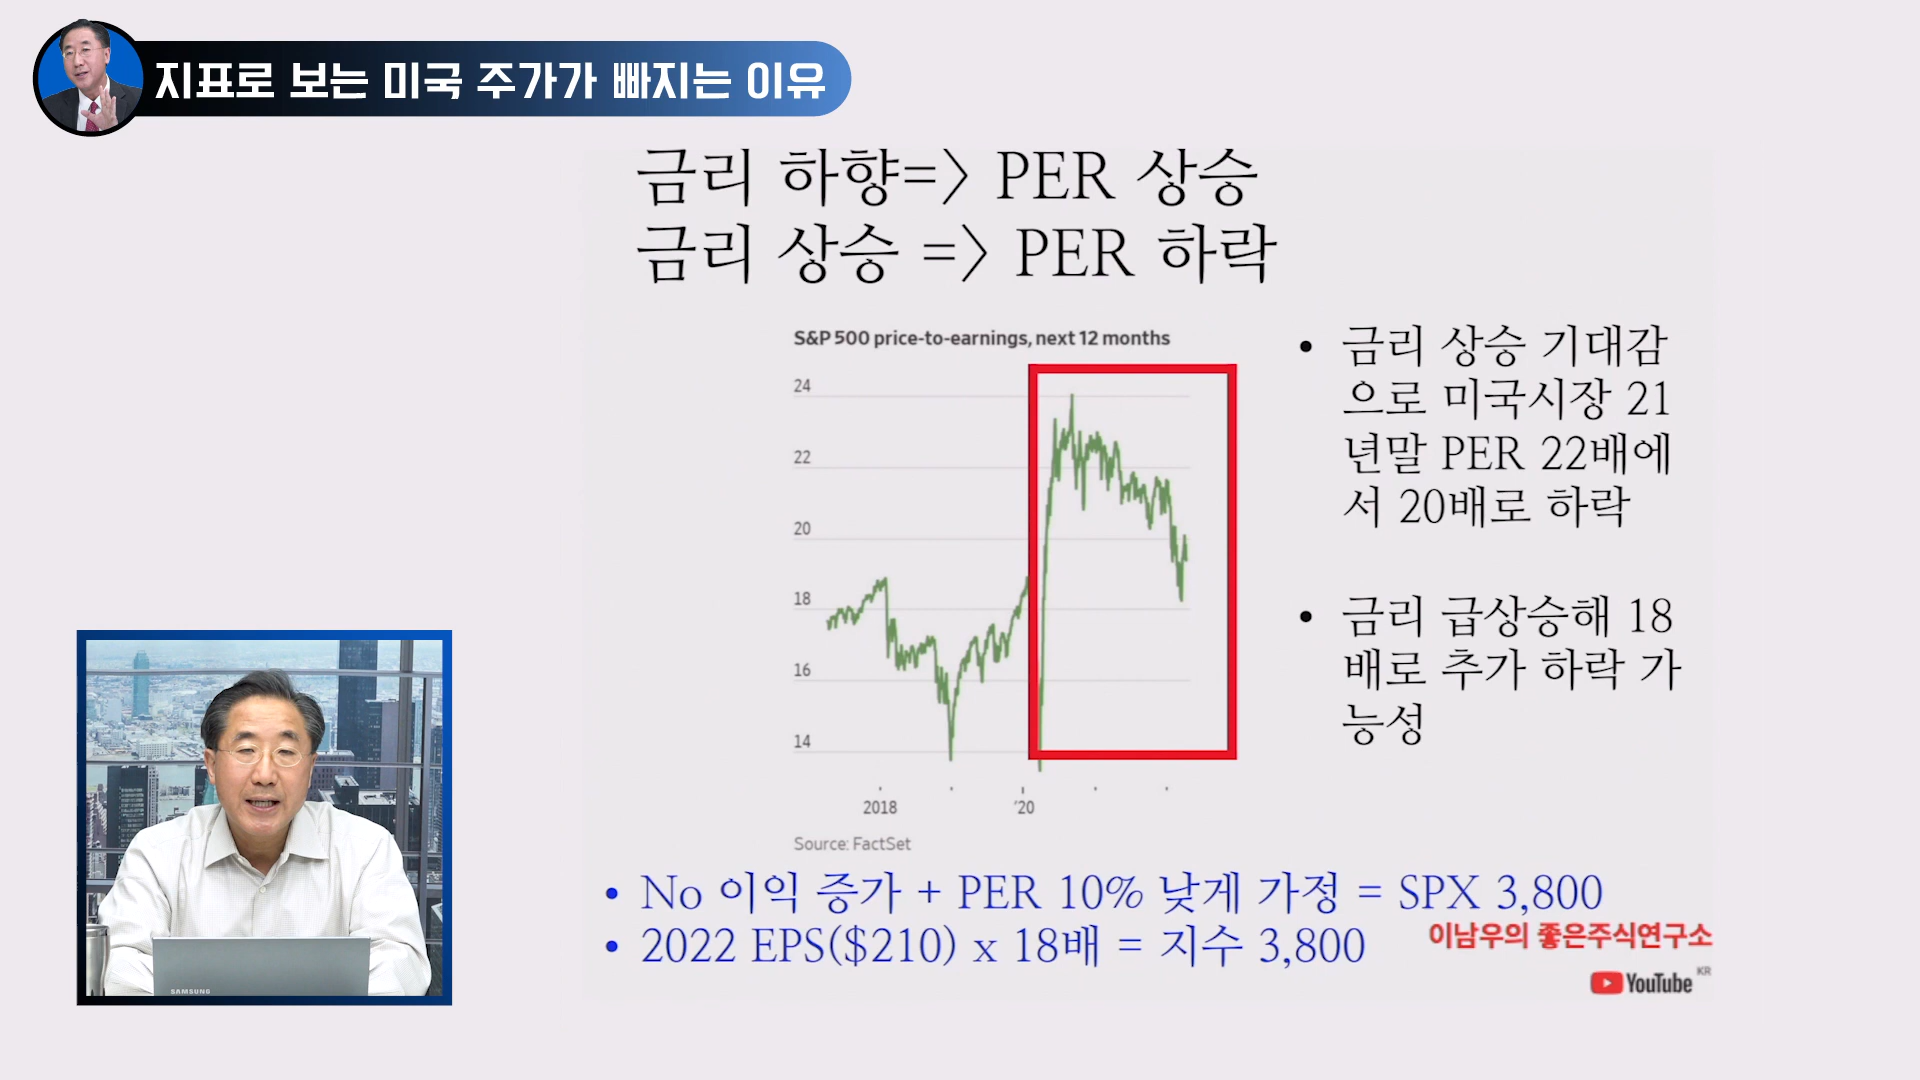 지표로 보는 미국 주가가 빠지는 이유
금리 하향=> PER 상승
금리 상승 => PER 하락
S&P 500 price-to-earnings, next 12 months
24
22
20
18
16
14
2018
'20
Source: FactSet
• 금리 상승 기대감
으로 미국시장 21
년말 PER 22배에
서 20배로 하락
• 금리 급상승해 18
배로 추가 하락 가
능성
• No 이익 증가 + PER 10% 낮게 가정 = SPX 3,800
• 2022 EPS($210) x 18배 = 지수 3,800
이남우의 좋은주식연구소
YouTube KR
SAMSUNG